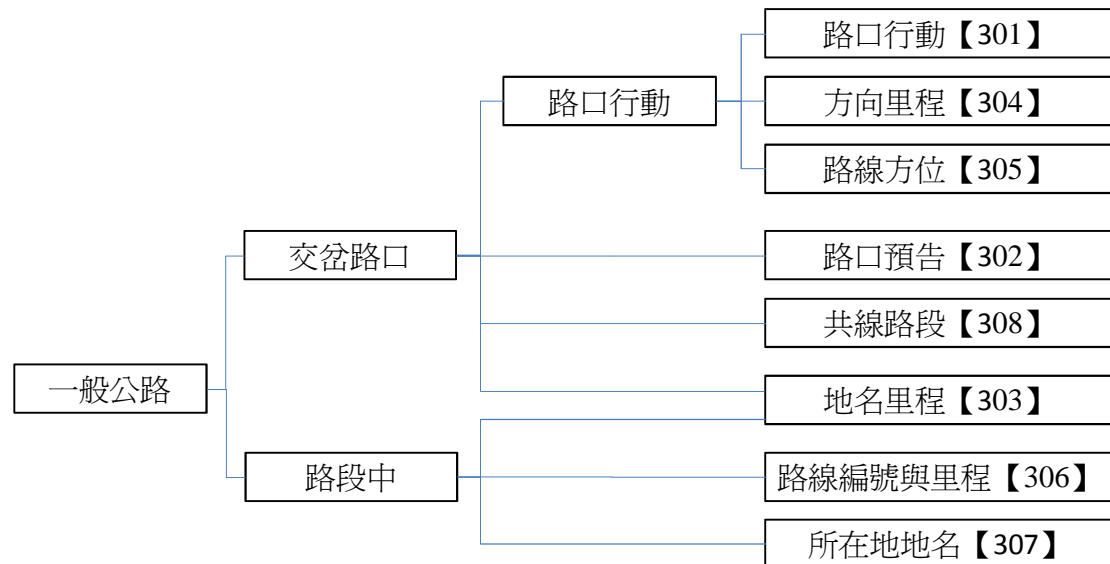 路口行動【301】
路口行動
方向里程【304】
路線方位【305】
交岔路口
路口預告【302】
共線路段【308】
一般公路
地名里程【303】
路段中
路線編號與里程【306】
所在地地名【307】